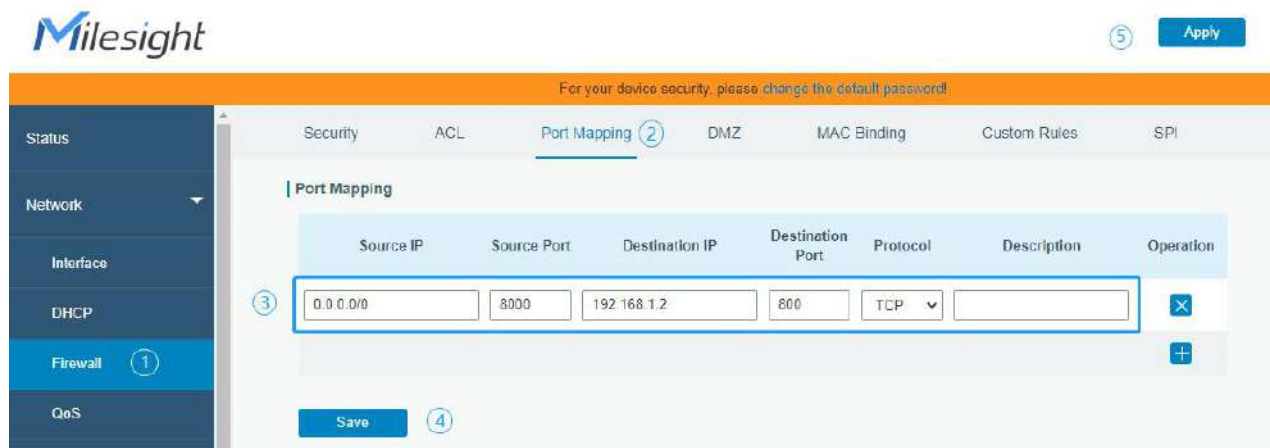 Milesight
5 Apply
For your device security, please change the default password!
Status
Security ACL Port Mapping 2 DMZ MAC Binding Custom Rules SPI
Network
Port Mapping
Source IP Source Port Destination IP Destination Port Protocol Description Operation
Interface
3 0.0.0.0/0 8000 192.168.1.2 800 TCP
DHCP
Firewall 1
QoS
Save 4